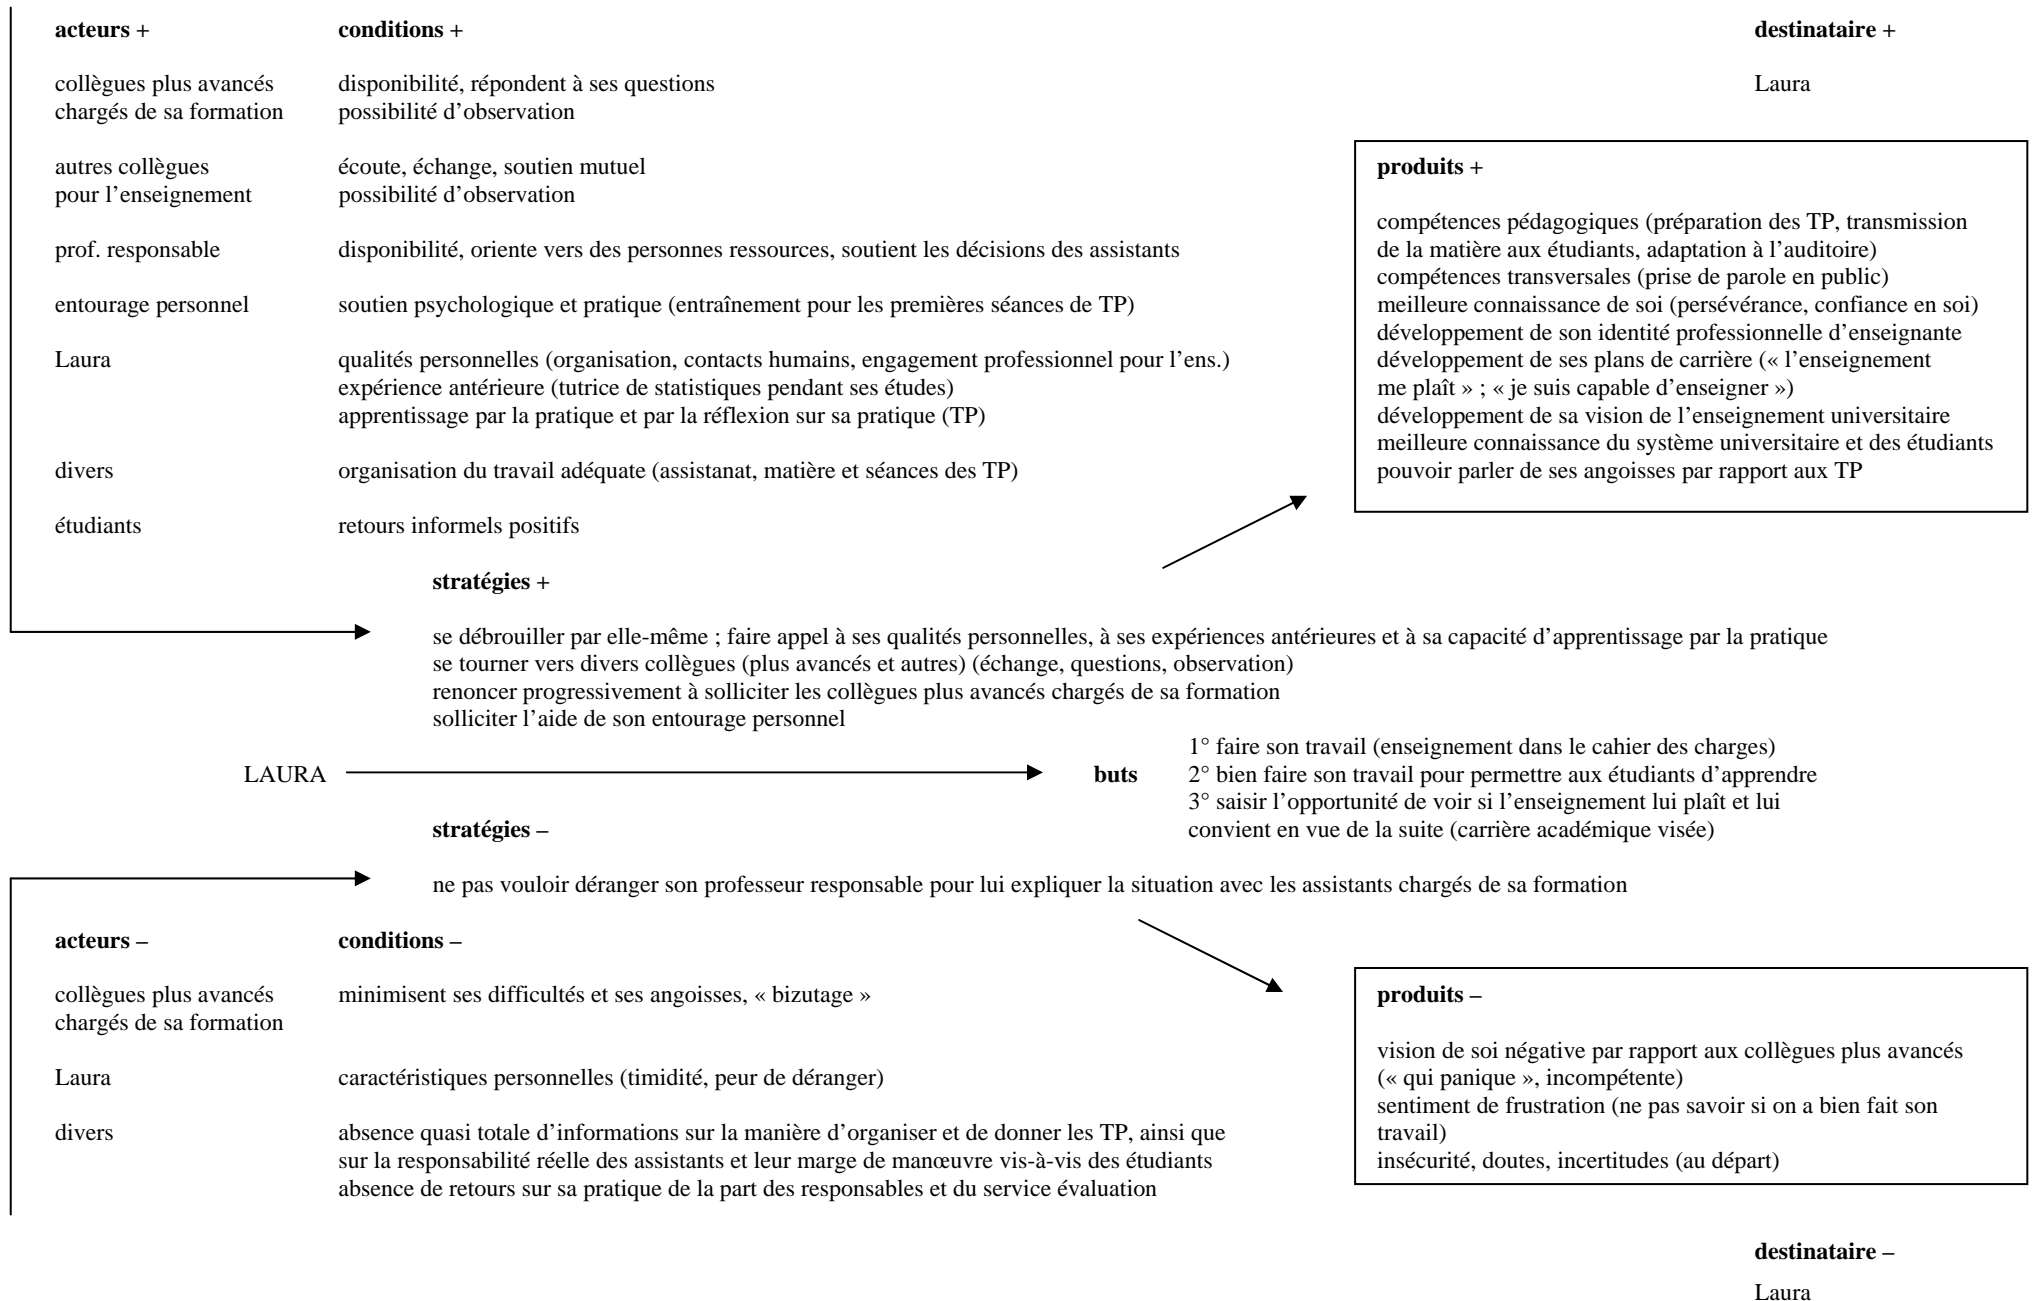 acteurs +
conditions +
destinataire +
collègues plus avancés
chargés de sa formation
disponibilité, répondent à ses questions
possibilité d’observation
Laura
autres collègues
pour l’enseignement
écoute, échange, soutien mutuel
possibilité d’observation
prof. responsable
disponibilité, oriente vers des personnes ressources, soutient les décisions des assistants
entourage personnel
soutien psychologique et pratique (entraînement pour les premières séances de TP)
Laura
qualités personnelles (organisation, contacts humains, engagement professionnel pour l’ens.)
expérience antérieure (tutrice de statistiques pendant ses études)
apprentissage par la pratique et par la réflexion sur sa pratique (TP)
divers
organisation du travail adéquate (assistanat, matière et séances des TP)
étudiants
retours informels positifs
produits +
compétences pédagogiques (préparation des TP, transmission
de la matière aux étudiants, adaptation à l’auditoire)
compétences transversales (prise de parole en public)
meilleure connaissance de soi (persévérance, confiance en soi)
développement de son identité professionnelle d’enseignante
développement de ses plans de carrière (« l’enseignement
me plaît » ; « je suis capable d’enseigner »)
développement de sa vision de l’enseignement universitaire
meilleure connaissance du système universitaire et des étudiants
pouvoir parler de ses angoisses par rapport aux TP
stratégies +
se débrouiller par elle-même ; faire appel à ses qualités personnelles, à ses expériences antérieures et à sa capacité d’apprentissage par la pratique
se tourner vers divers collègues (plus avancés et autres) (échange, questions, observation)
renoncer progressivement à solliciter les collègues plus avancés chargés de sa formation
solliciter l’aide de son entourage personnel
LAURA
buts
1° faire son travail (enseignement dans le cahier des charges)
2° bien faire son travail pour permettre aux étudiants d’apprendre
3° saisir l’opportunité de voir si l’enseignement lui plaît et lui
convient en vue de la suite (carrière académique visée)
stratégies –
ne pas vouloir déranger son professeur responsable pour lui expliquer la situation avec les assistants chargés de sa formation
acteurs –
conditions –
collègues plus avancés
chargés de sa formation
minimisent ses difficultés et ses angoisses, « bizutage »
Laura
caractéristiques personnelles (timidité, peur de déranger)
divers
absence quasi totale d’informations sur la manière d’organiser et de donner les TP, ainsi que
sur la responsabilité réelle des assistants et leur marge de manœuvre vis-à-vis des étudiants
absence de retours sur sa pratique de la part des responsables et du service évaluation
produits –
vision de soi négative par rapport aux collègues plus avancés
(« qui panique », incompétente)
sentiment de frustration (ne pas savoir si on a bien fait son
travail)
insécurité, doutes, incertitudes (au départ)
destinataire –
Laura